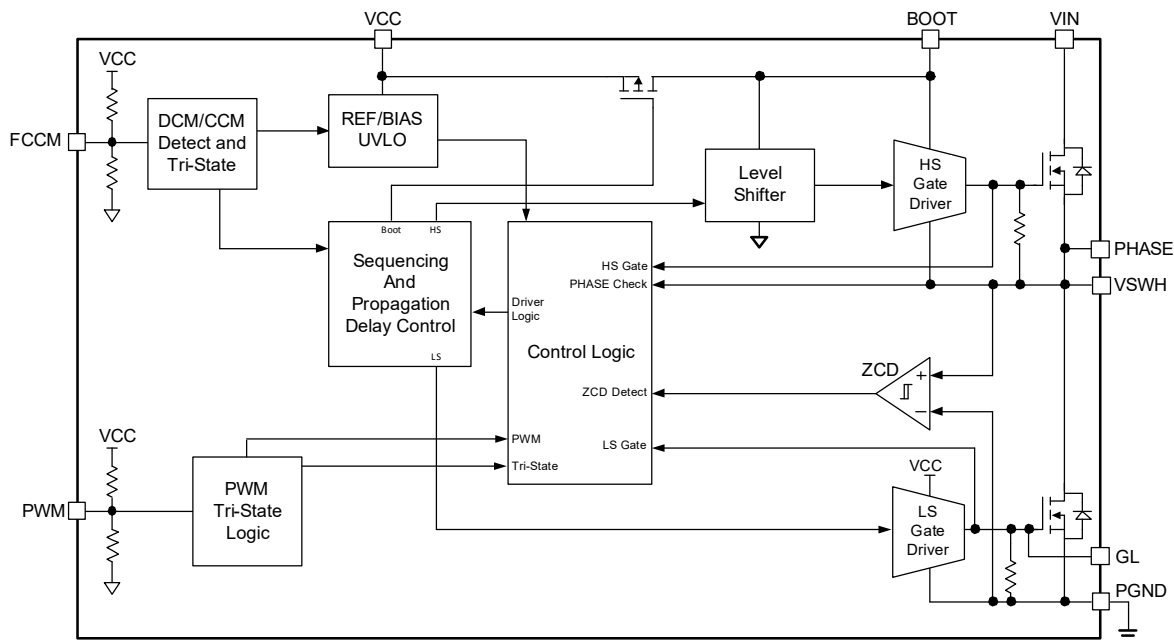 VCC
BOOT
VIN
VCC
FCCM
DCM/CCM
Detect and
Tri-State
REF/BIAS
UVLO
Level
Shifter
HS
Gate
Driver
Boot
HS
Sequencing
And
Propagation
Delay Control
LS
HS Gate
PHASE Check
Driver
Logic
Control Logic
ZCD Detect
LS Gate
PWM
Tri-State
PHASE
VSWH
ZCD
+
−
VCC
PWM
PWM
Tri-State
Logic
VCC
LS
Gate
Driver
GL
PGND